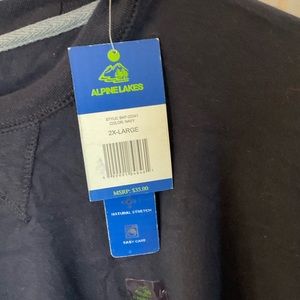 ALPINE LAKES
COLOR: NAVY
2X-LARGE
MSRP: $33.00
NATURAL STRETCH
EASY CARE